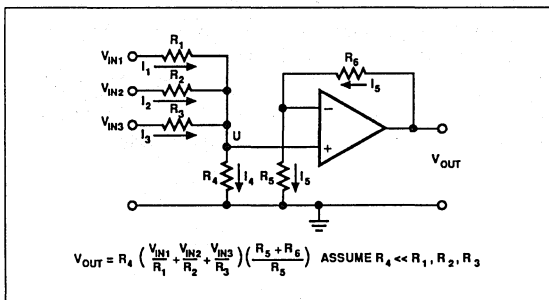 R1
VIN1
I1
R2
VIN2
I2
R3
VIN3
I3
U
R6
I5
−
+
R4
I4
R5
I5
VOUT
VOUT = R4 (VIN1/R1 + VIN2/R2 + VIN3/R3) (R5 + R6/R5) ASSUME R4 << R1, R2, R3